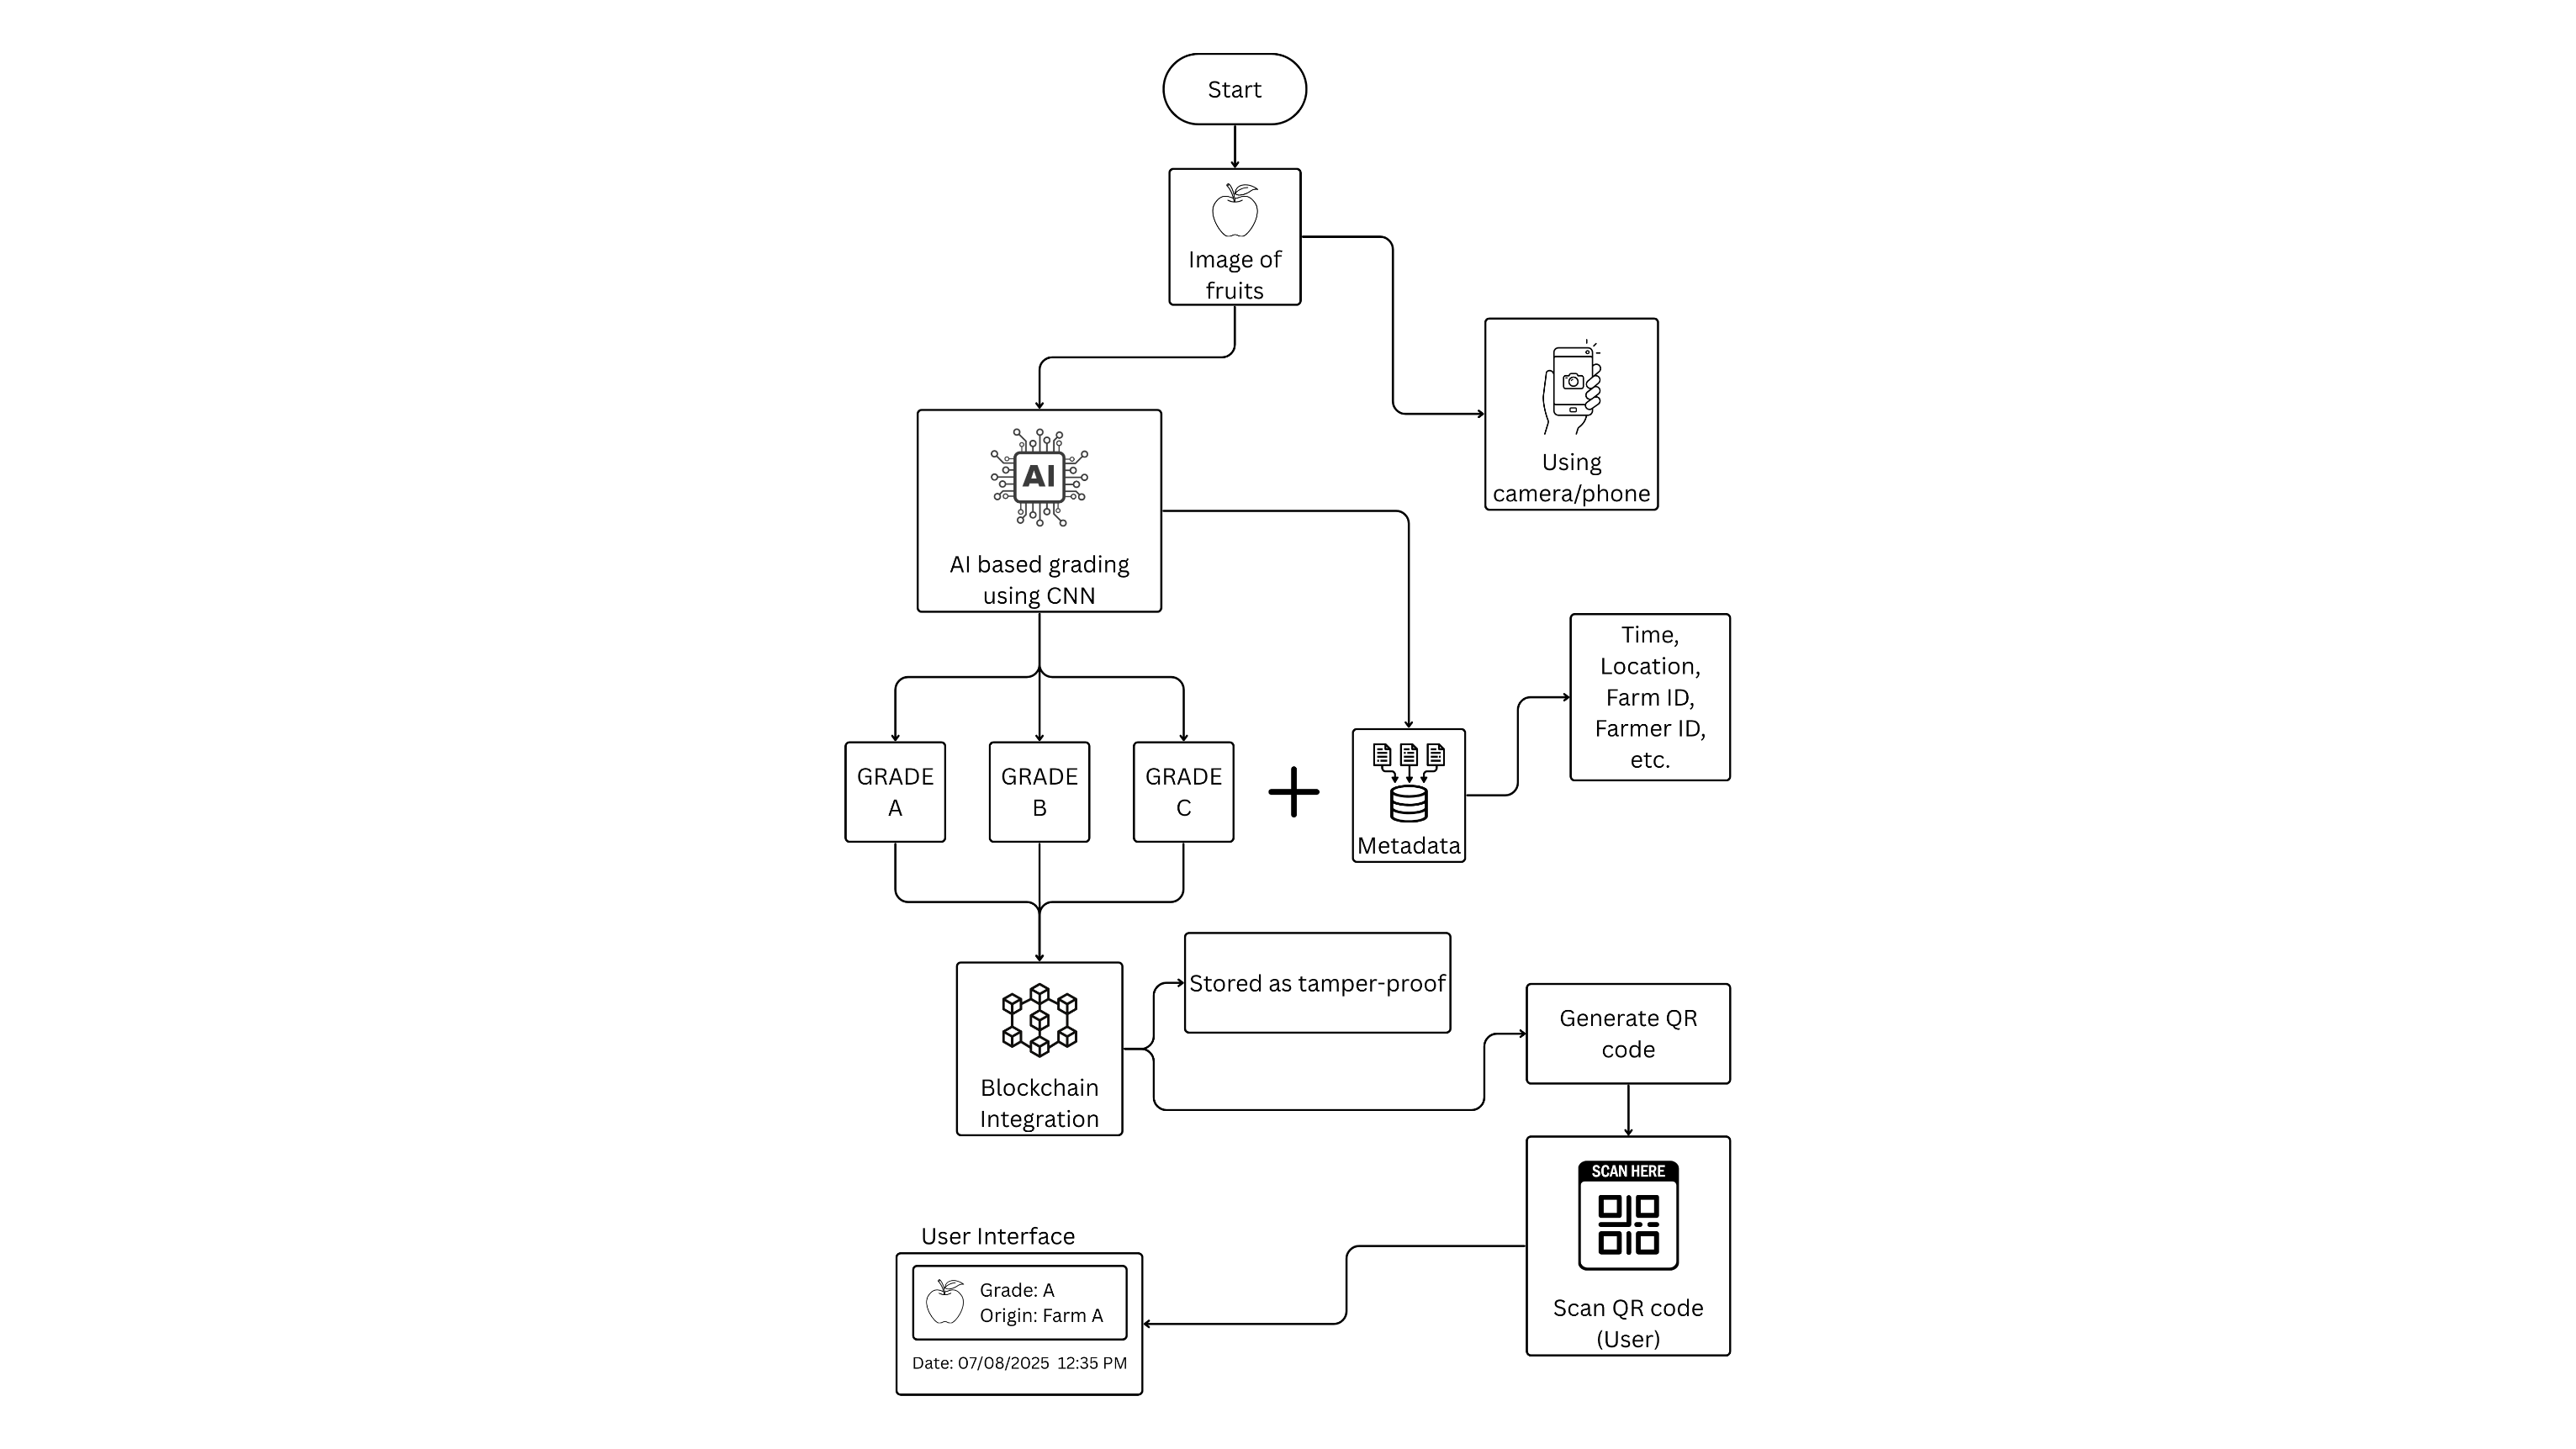 Start
Image of
fruits
Using
camera/phone
AI
AI based grading
using CNN
Time,
Location,
Farm ID,
Farmer ID,
etc.
GRADE
A
GRADE
B
GRADE
C
Metadata
Stored as tamper-proof
Generate QR
code
Blockchain
Integration
SCAN HERE
Scan QR code
(User)
User Interface
Grade: A
Origin: Farm A
Date: 07/08/2025 12:35 PM